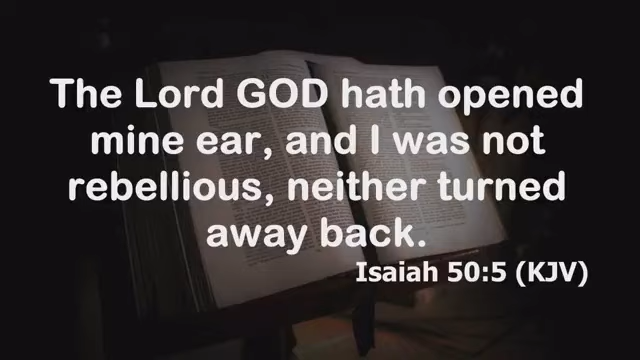 The Lord GOD hath opened
mine ear, and I was not
rebellious, neither turned
away back.
Isaiah 50:5 (KJV)